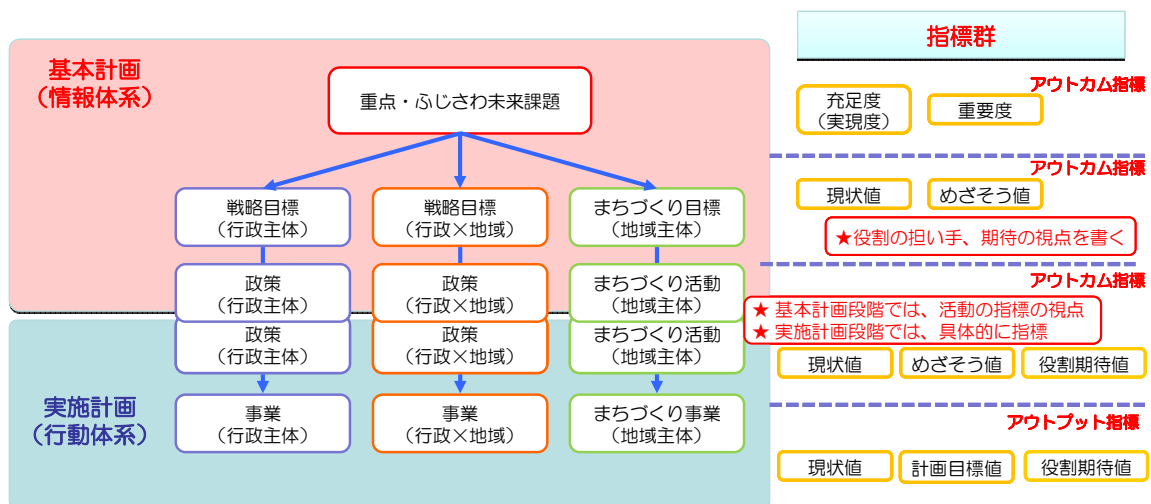 指標群
基本計画
（情報体系）
重点・ふじさわ未来課題
アウトカム指標
充足度
（実現度）
重要度
戦略目標
（行政主体）
戦略目標
（行政×地域）
まちづくり目標
（地域主体）
アウトカム指標
現状値
めざそう値
★役割の担い手、期待の視点を書く
政策
（行政主体）
政策
（行政×地域）
まちづくり活動
（地域主体）
アウトカム指標
★ 基本計画段階では、活動の指標の視点
★ 実施計画段階では、具体的に指標
実施計画
（行動体系）
政策
（行政主体）
政策
（行政×地域）
まちづくり活動
（地域主体）
現状値
めざそう値
役割期待値
事業
（行政主体）
事業
（行政×地域）
まちづくり事業
（地域主体）
アウトプット指標
現状値
計画目標値
役割期待値